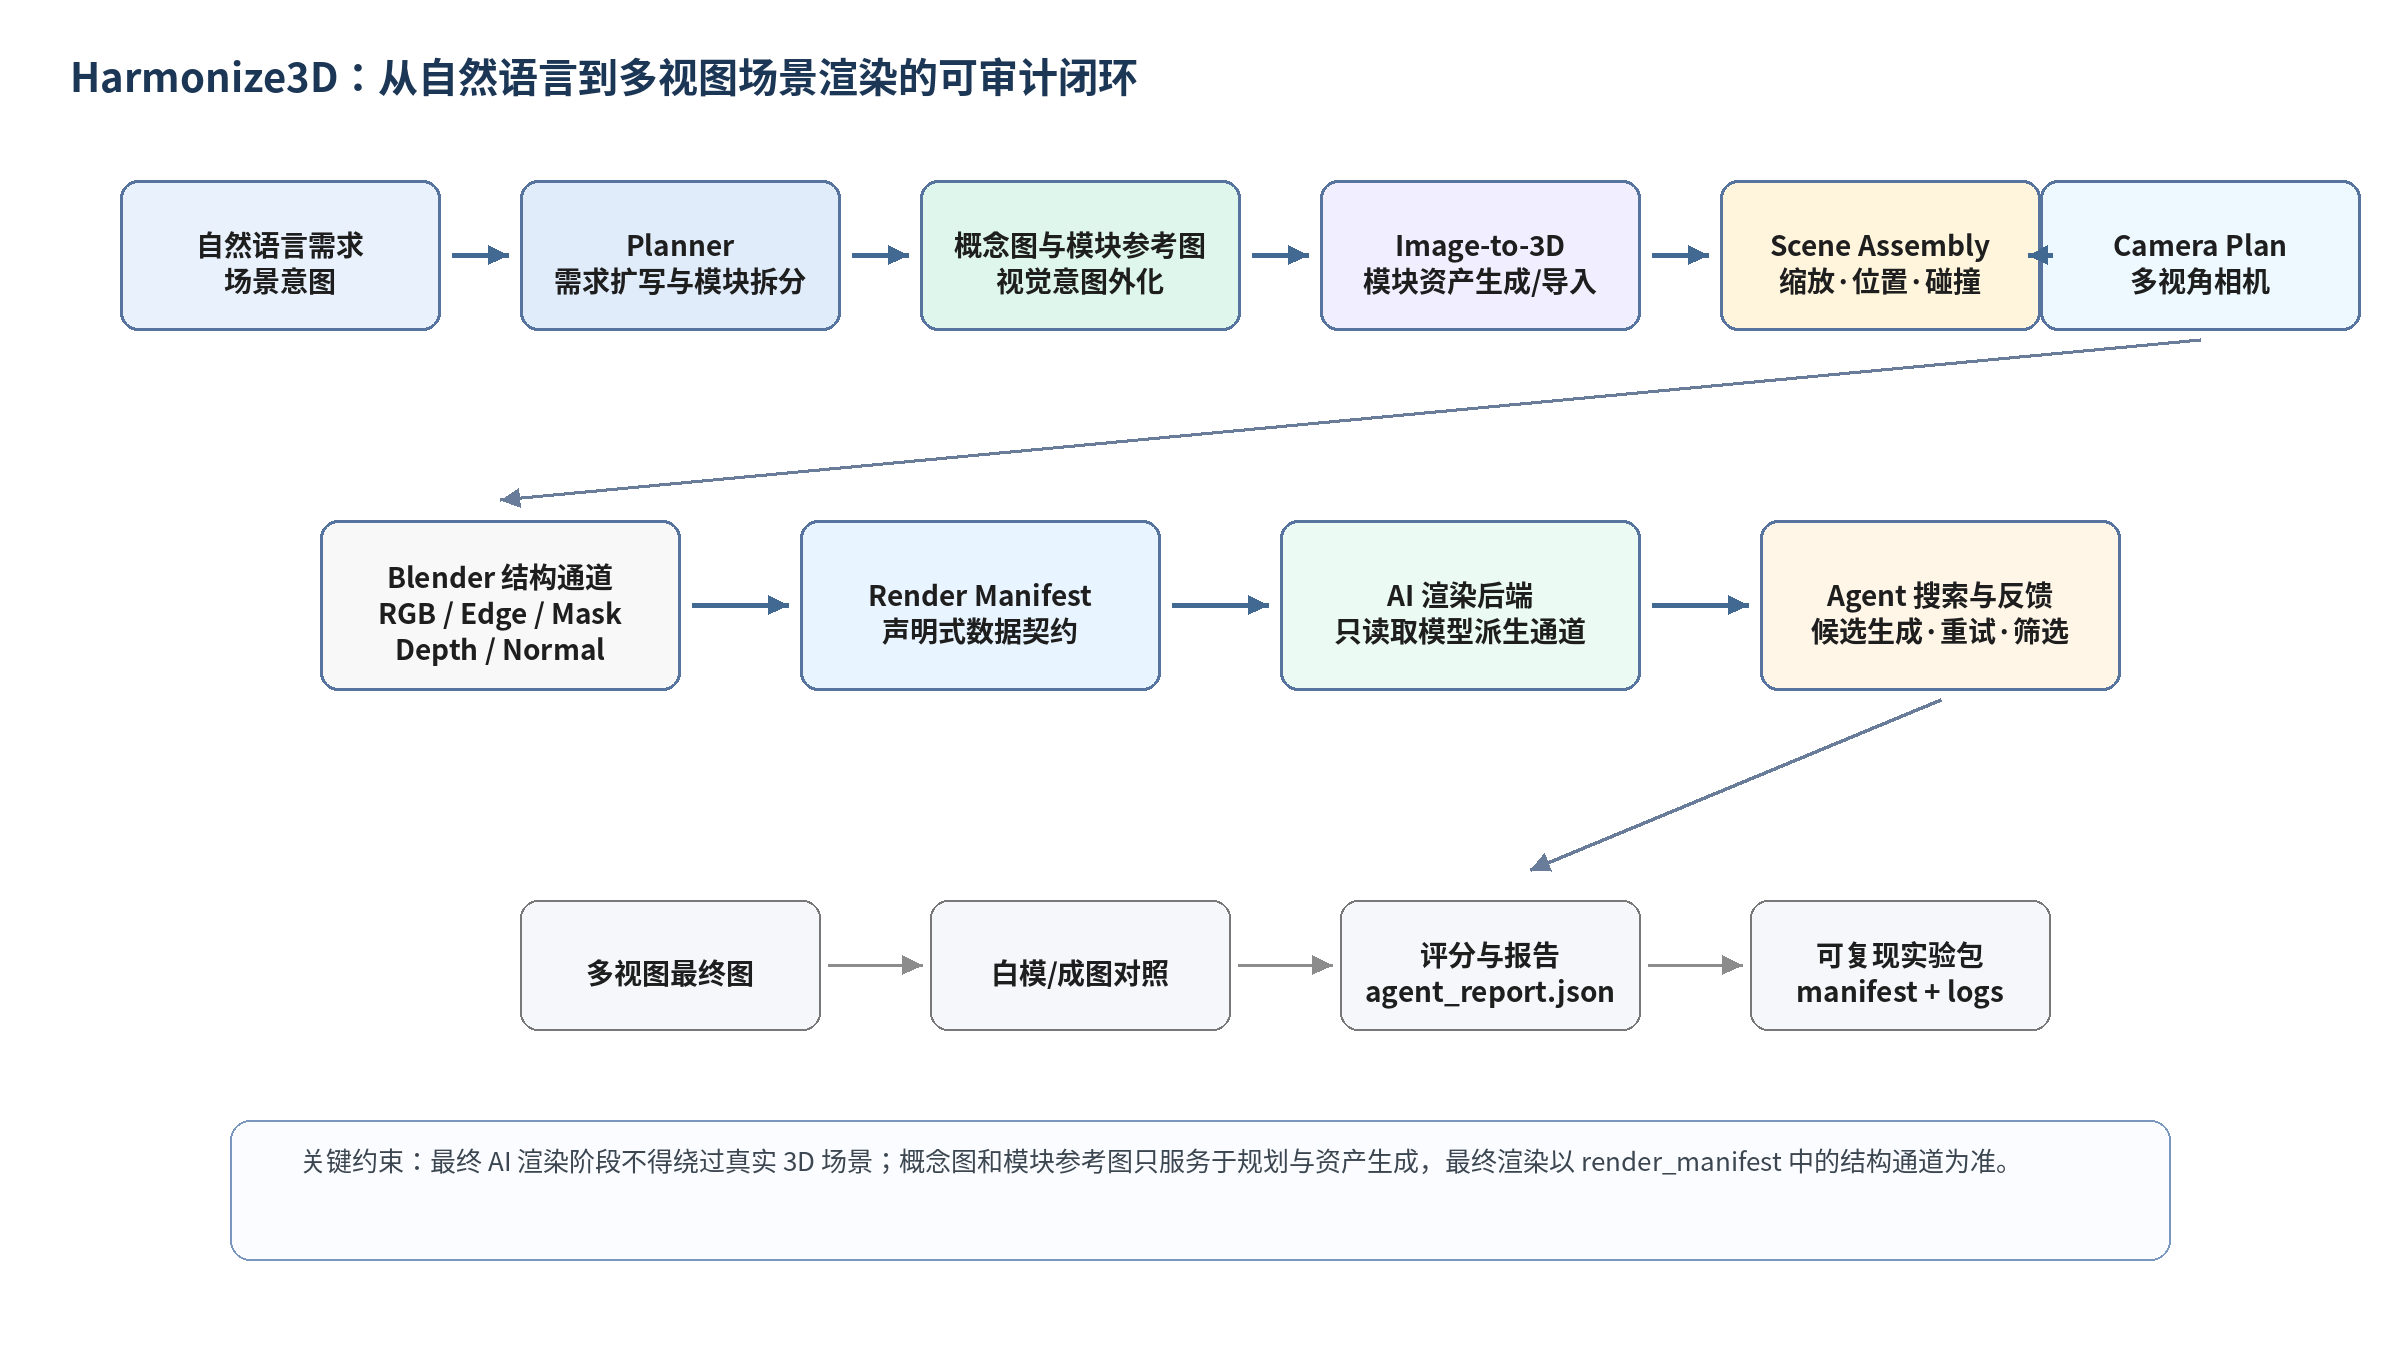 Harmonize3D：从自然语言到多视图场景渲染的可审计闭环
自然语言需求
场景意图
Planner
需求扩写与模块拆分
概念图与模块参考图
视觉意图外化
Image-to-3D
模块资产生成/导入
Scene Assembly
缩放·位置·碰撞
Camera Plan
多视角相机
Blender 结构通道
RGB / Edge / Mask
Depth / Normal
Render Manifest
声明式数据契约
AI 渲染后端
只读取模型派生通道
Agent 搜索与反馈
候选生成·重试·筛选
多视图最终图
白模/成图对照
评分与报告
agent_report.json
可复现实验包
manifest + logs
关键约束：最终 AI 渲染阶段不得绕过真实 3D 场景；概念图和模块参考图只服务于规划与资产生成，最终渲染以 render_manifest 中的结构通道为准。